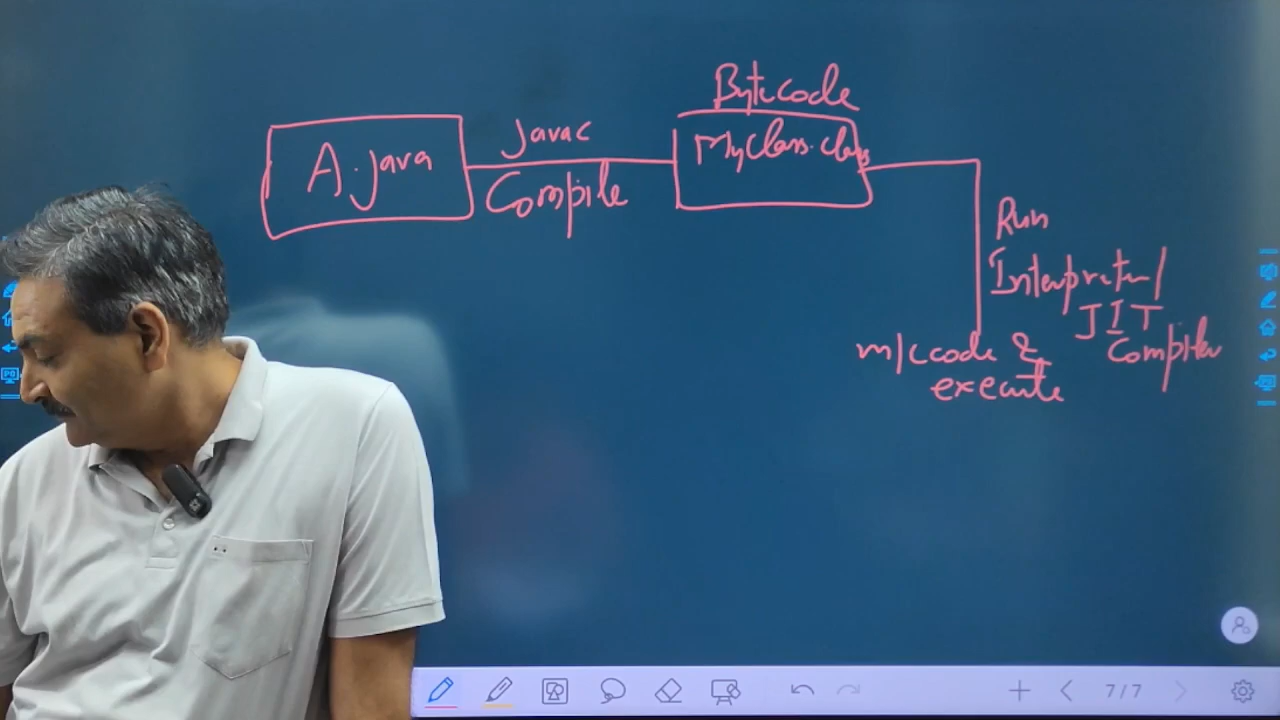 Bytecode
A.java
Javac
Compile
Myclass.class
Run
Interpreter/
JIT
Compiler
m/c code &
execute
7/7